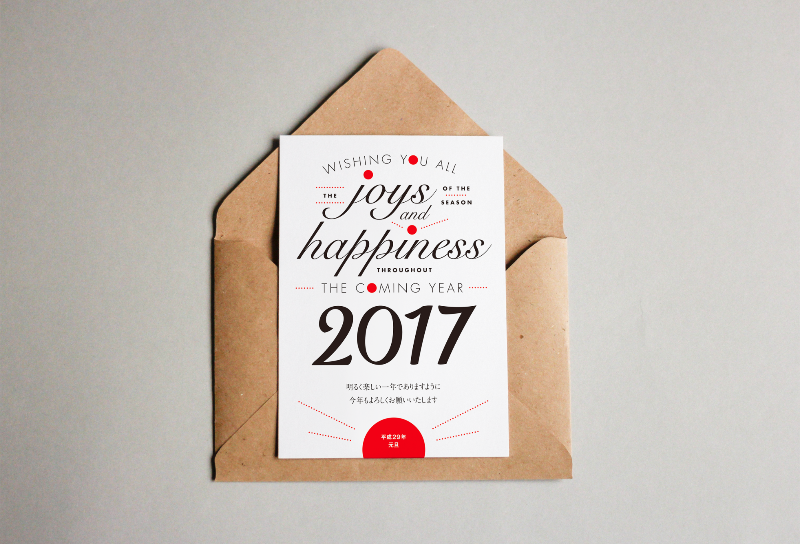 WISHING YOU ALL
THE joys OF THE SEASON
and
happiness
THROUGHOUT
THE COMING YEAR
2017
明るく楽しい一年でありますように
今年もよろしくお願いいたします
平成29年
元旦